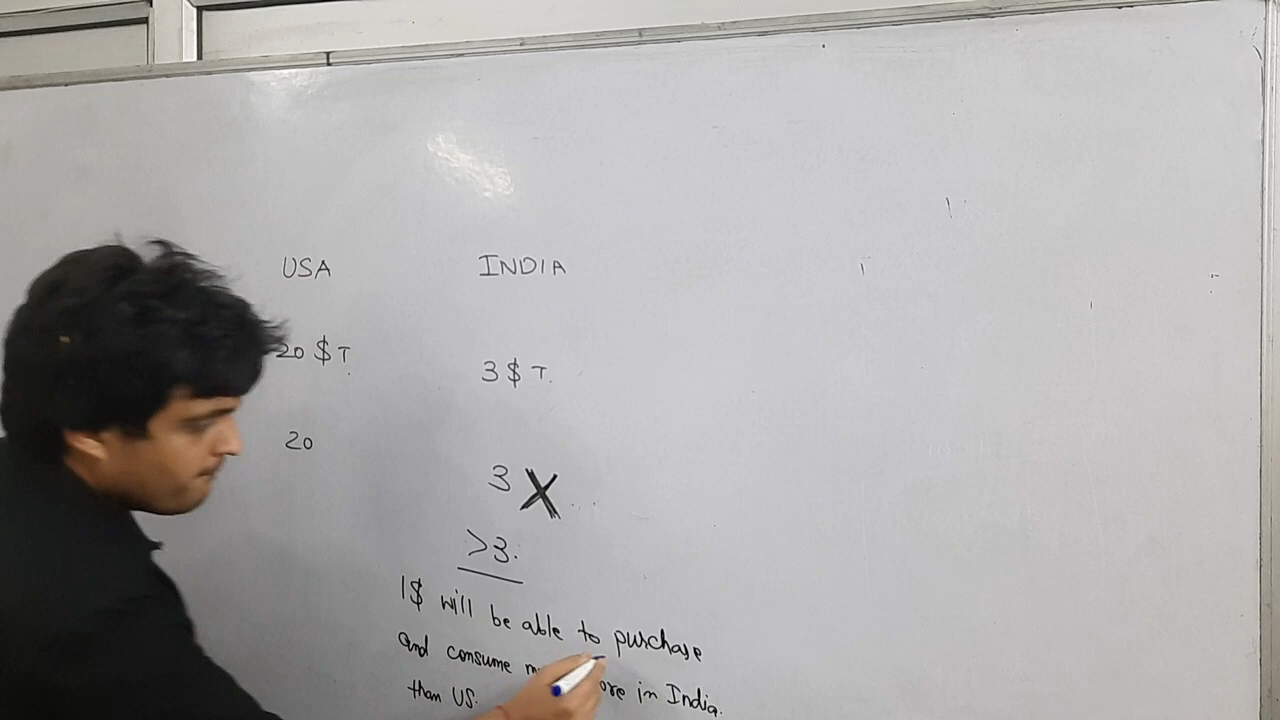 USA INDIA
20 $ T.
3 $ T.
20
3 X
>3.
1$ will be able to purchase
and consume in India.
than US.